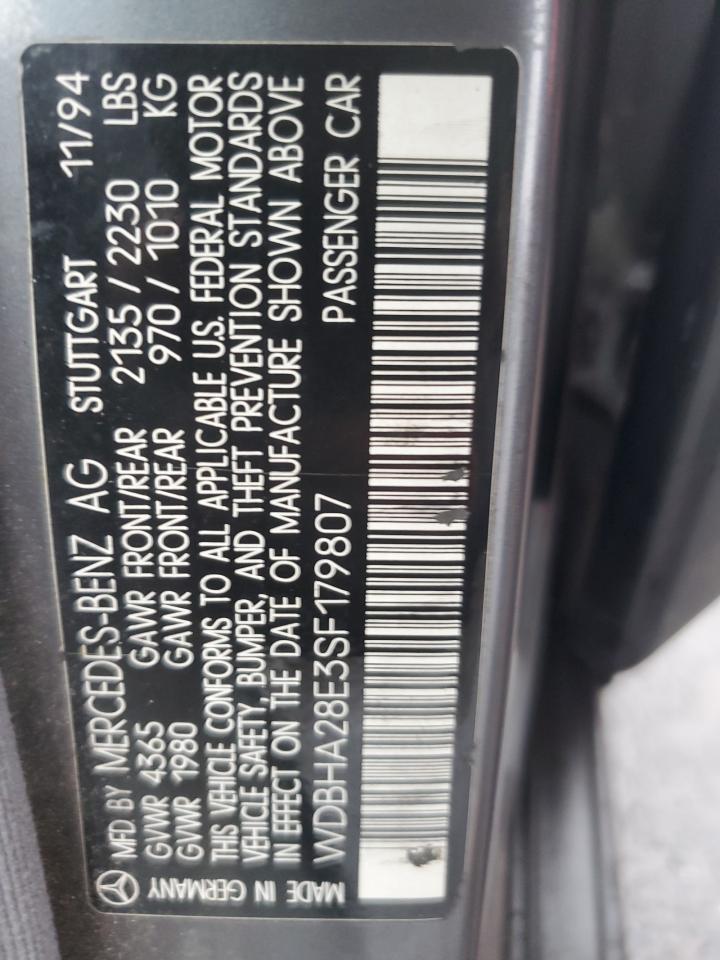 MFD. BY MERCEDES-BENZ AG STUTTGART 11/94
GVWR 4365 GAWR FRONT/REAR 2135 / 2230 LBS
GVWR 1980 GAWR FRONT/REAR 970 / 1010 KG
THIS VEHICLE CONFORMS TO ALL APPLICABLE U.S. FEDERAL MOTOR
VEHICLE SAFETY, BUMPER, AND THEFT PREVENTION STANDARDS
IN EFFECT ON THE DATE OF MANUFACTURE SHOWN ABOVE
WDBHA28E3SF179807 PASSENGER CAR
MADE IN GERMANY